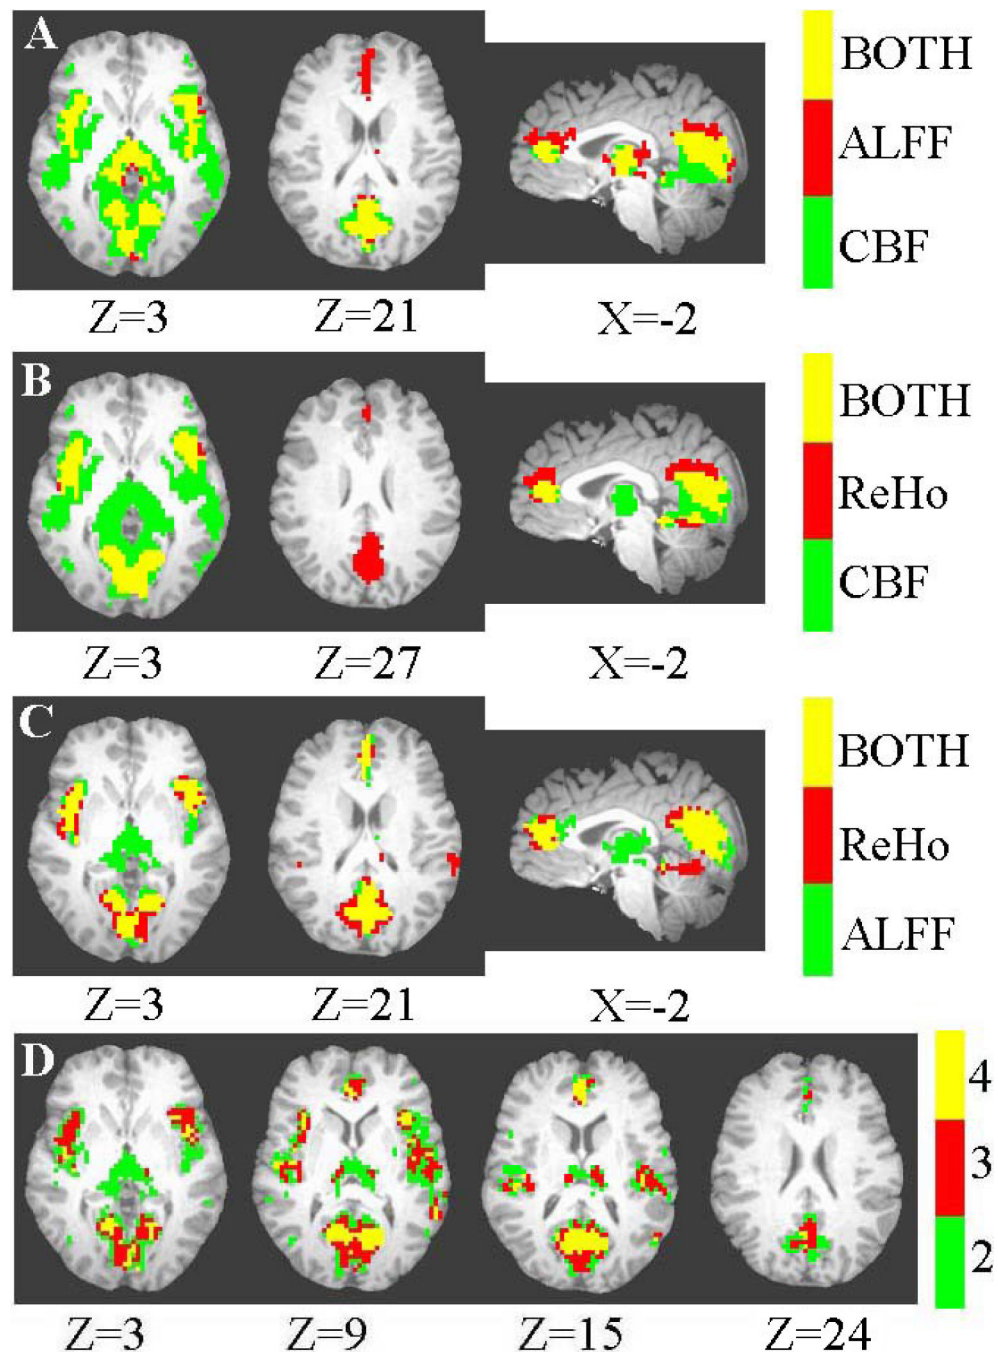 A
BOTH
ALFF
CBF
Z=3 Z=21 X=-2
B
BOTH
ReHo
CBF
Z=3 Z=27 X=-2
C
BOTH
ReHo
ALFF
Z=3 Z=21 X=-2
D
4
3
2
Z=3 Z=9 Z=15 Z=24